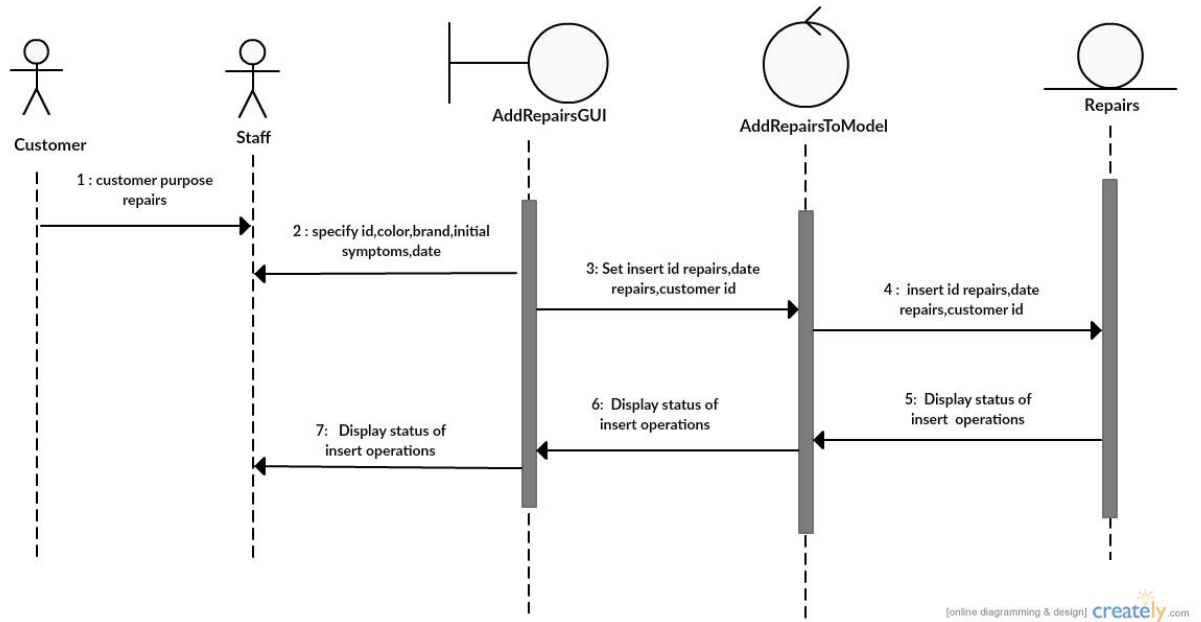 Customer
Staff
AddRepairsGUI
AddRepairsToModel
Repairs
1 : customer purpose
repairs
2 : specify id,color,brand,initial
symptoms,date
3: Set insert id repairs,date
repairs,customer id
4 :  insert id repairs,date
repairs,customer id
5:  Display status of
insert  operations
6:  Display status of
insert operations
7:   Display status of
insert operations
[online diagramming & design] creately.com